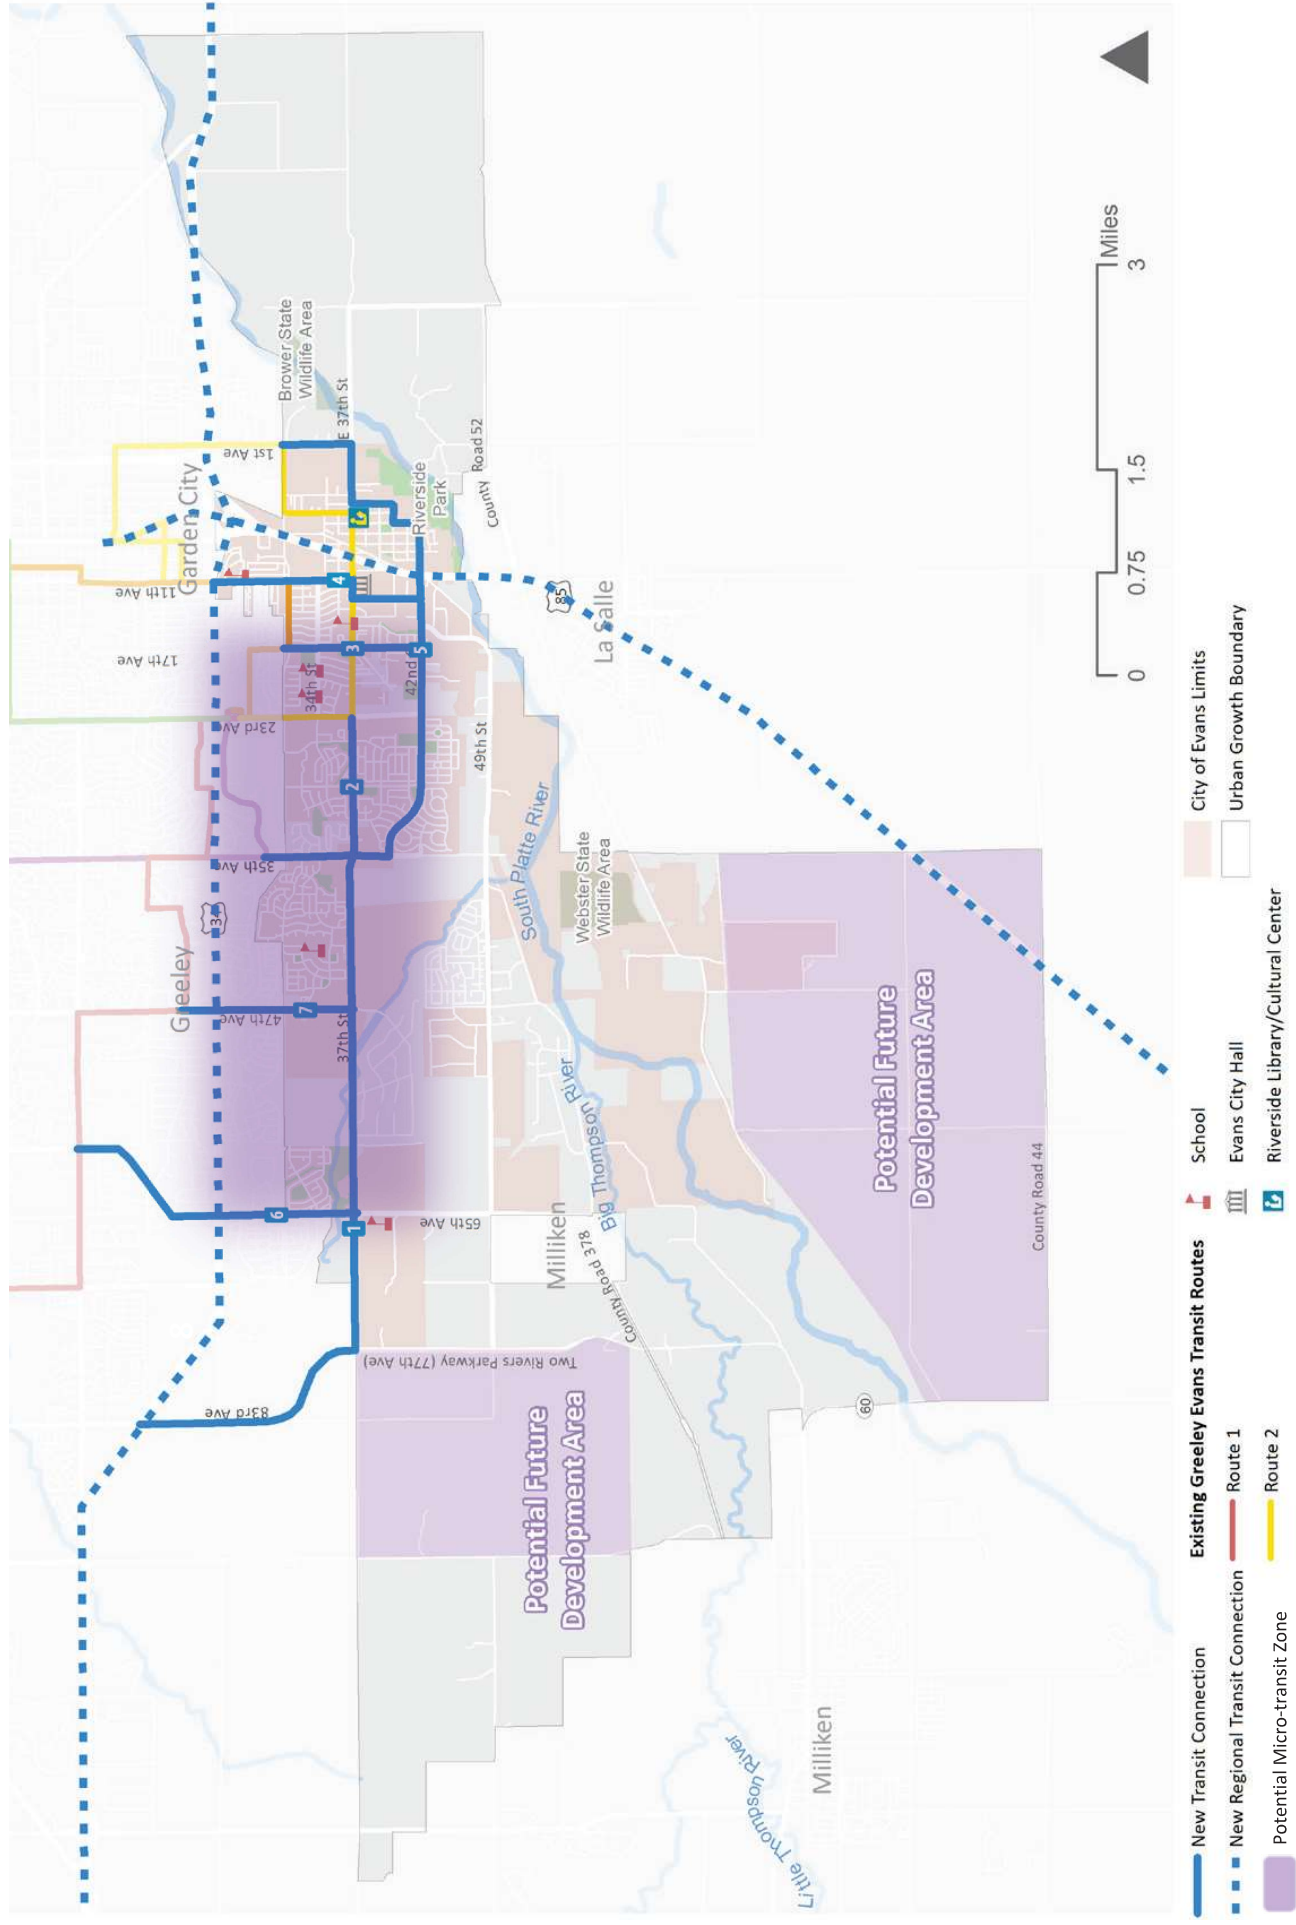 Greeley
Garden City
83rd Ave
65th Ave
47th Ave
35th Ave
23rd Ave
17th Ave
11th Ave
1st Ave
34
6
7
1
2
3
4
5
37th St
34th St
42nd
E 37th St
49th St
Brower State
Wildlife Area
Riverside
Park
County Road 52
85
La Salle
South Platte River
Webster State
Wildlife Area
Big Thompson River
Milliken
County Road 378
Two Rivers Parkway (77th Ave)
Potential Future
Development Area
Potential Future
Development Area
County Road 44
60
Milliken
Little Thompson River
0
0.75
1.5
3
Miles
New Transit Connection
New Regional Transit Connection
Potential Micro-transit Zone
Existing Greeley Evans Transit Routes
Route 1
Route 2
School
Evans City Hall
Riverside Library/Cultural Center
City of Evans Limits
Urban Growth Boundary